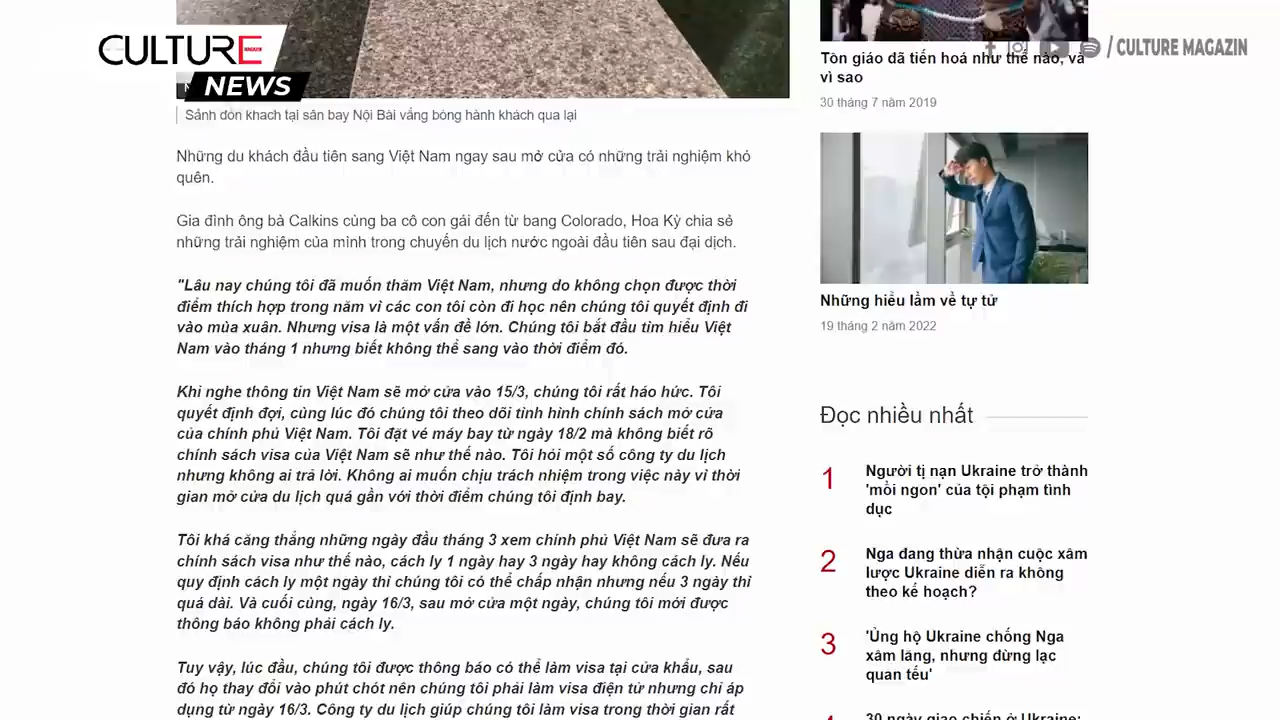 CULTURE
MAGAZIN
NEWS
/ CULTURE MAGAZIN
Sảnh đón khách tại sân bay Nội Bài vắng bóng hành khách qua lại
Những du khách đầu tiên sang Việt Nam ngay sau mở cửa có những trải nghiệm khó
quên.
Gia đình ông bà Calkins cùng ba cô con gái đến từ bang Colorado, Hoa Kỳ chia sẻ
những trải nghiệm của mình trong chuyến du lịch nước ngoài đầu tiên sau đại dịch.
"Lâu nay chúng tôi đã muốn thăm Việt Nam, nhưng do không chọn được thời
điểm thích hợp trong năm vì các con tôi còn đi học nên chúng tôi quyết định đi
vào mùa xuân. Nhưng visa là một vấn đề lớn. Chúng tôi bắt đầu tìm hiểu Việt
Nam vào tháng 1 nhưng biết không thể sang vào thời điểm đó.
Khi nghe thông tin Việt Nam sẽ mở cửa vào 15/3, chúng tôi rất háo hức. Tôi
quyết định đợi, cùng lúc đó chúng tôi theo dõi tình hình chính sách mở cửa
của chính phủ Việt Nam. Tôi đặt vé máy bay từ ngày 18/2 mà không biết rõ
chính sách visa của Việt Nam sẽ như thế nào. Tôi hỏi một số công ty du lịch
nhưng không ai trả lời. Không ai muốn chịu trách nhiệm trong việc này vì thời
gian mở cửa du lịch quá gần với thời điểm chúng tôi định bay.
Tôi khá căng thẳng những ngày đầu tháng 3 xem chính phủ Việt Nam sẽ đưa ra
chính sách visa như thế nào, cách ly 1 ngày hay 3 ngày hay không cách ly. Nếu
quy định cách ly một ngày thì chúng tôi có thể chấp nhận nhưng nếu 3 ngày thì
quá dài. Và cuối cùng, ngày 16/3, sau mở cửa một ngày, chúng tôi mới được
thông báo không phải cách ly.
Tuy vậy, lúc đầu, chúng tôi được thông báo có thể làm visa tại cửa khẩu, sau
đó họ thay đổi vào phút chót nên chúng tôi phải làm visa điện tử nhưng chỉ áp
dụng từ ngày 16/3. Công ty du lịch giúp chúng tôi làm visa trong thời gian rất
Tôn giáo đã tiến hoá như thế nào, và
vì sao
30 tháng 7 năm 2019
Những hiểu lầm về tự tử
19 tháng 2 năm 2022
Đọc nhiều nhất
1
Người tị nạn Ukraine trở thành
'mồi ngon' của tội phạm tình
dục
2
Nga đang thừa nhận cuộc xâm
lược Ukraine diễn ra không
theo kế hoạch?
3
'Ủng hộ Ukraine chống Nga
xâm lăng, nhưng đừng lạc
quan tếu'
4
30 ngày giao chiến ở Ukraine: